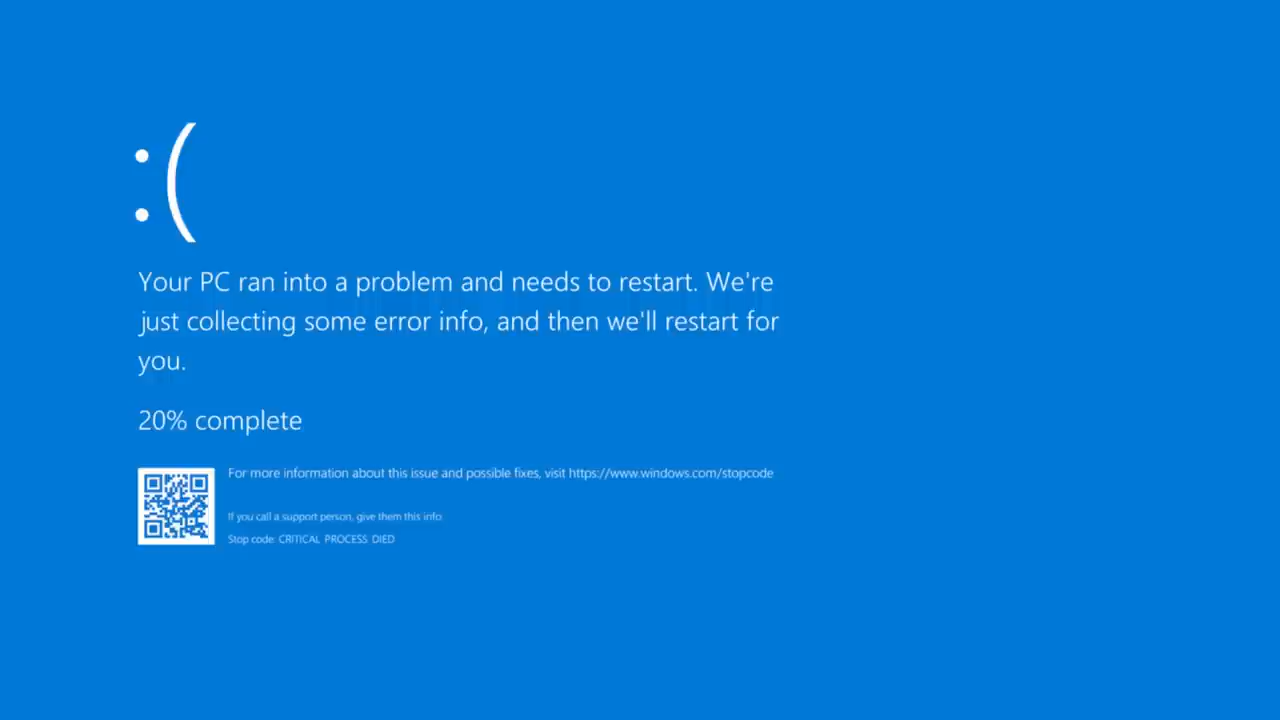 :(
Your PC ran into a problem and needs to restart. We're
just collecting some error info, and then we'll restart for
you.
20% complete
For more information about this issue and possible fixes, visit https://www.windows.com/stopcode
If you call a support person, give them this info:
Stop code: CRITICAL PROCESS DIED